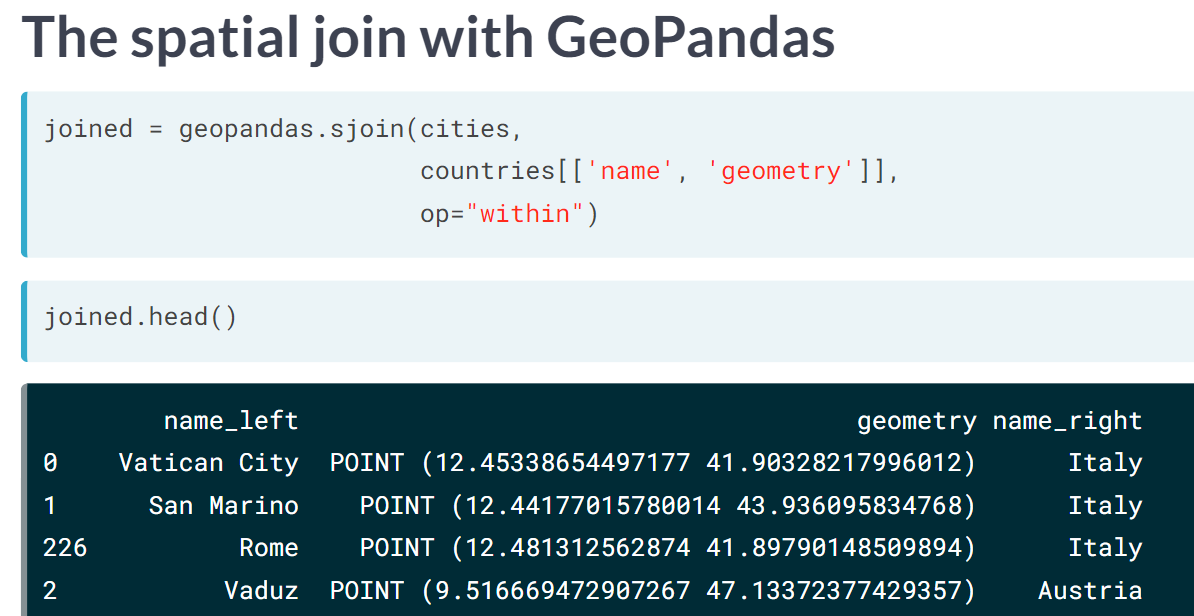 The spatial join with GeoPandas
joined = geopandas.sjoin(cities,
countries[['name', 'geometry']],
op="within")
joined.head()
name_left geometry name_right
0 Vatican City POINT (12.45338654497177 41.90328217996012) Italy
1 San Marino POINT (12.44177015780014 43.936095834768) Italy
226 Rome POINT (12.481312562874 41.89790148509894) Italy
2 Vaduz POINT (9.516669472907267 47.13372377429357) Austria